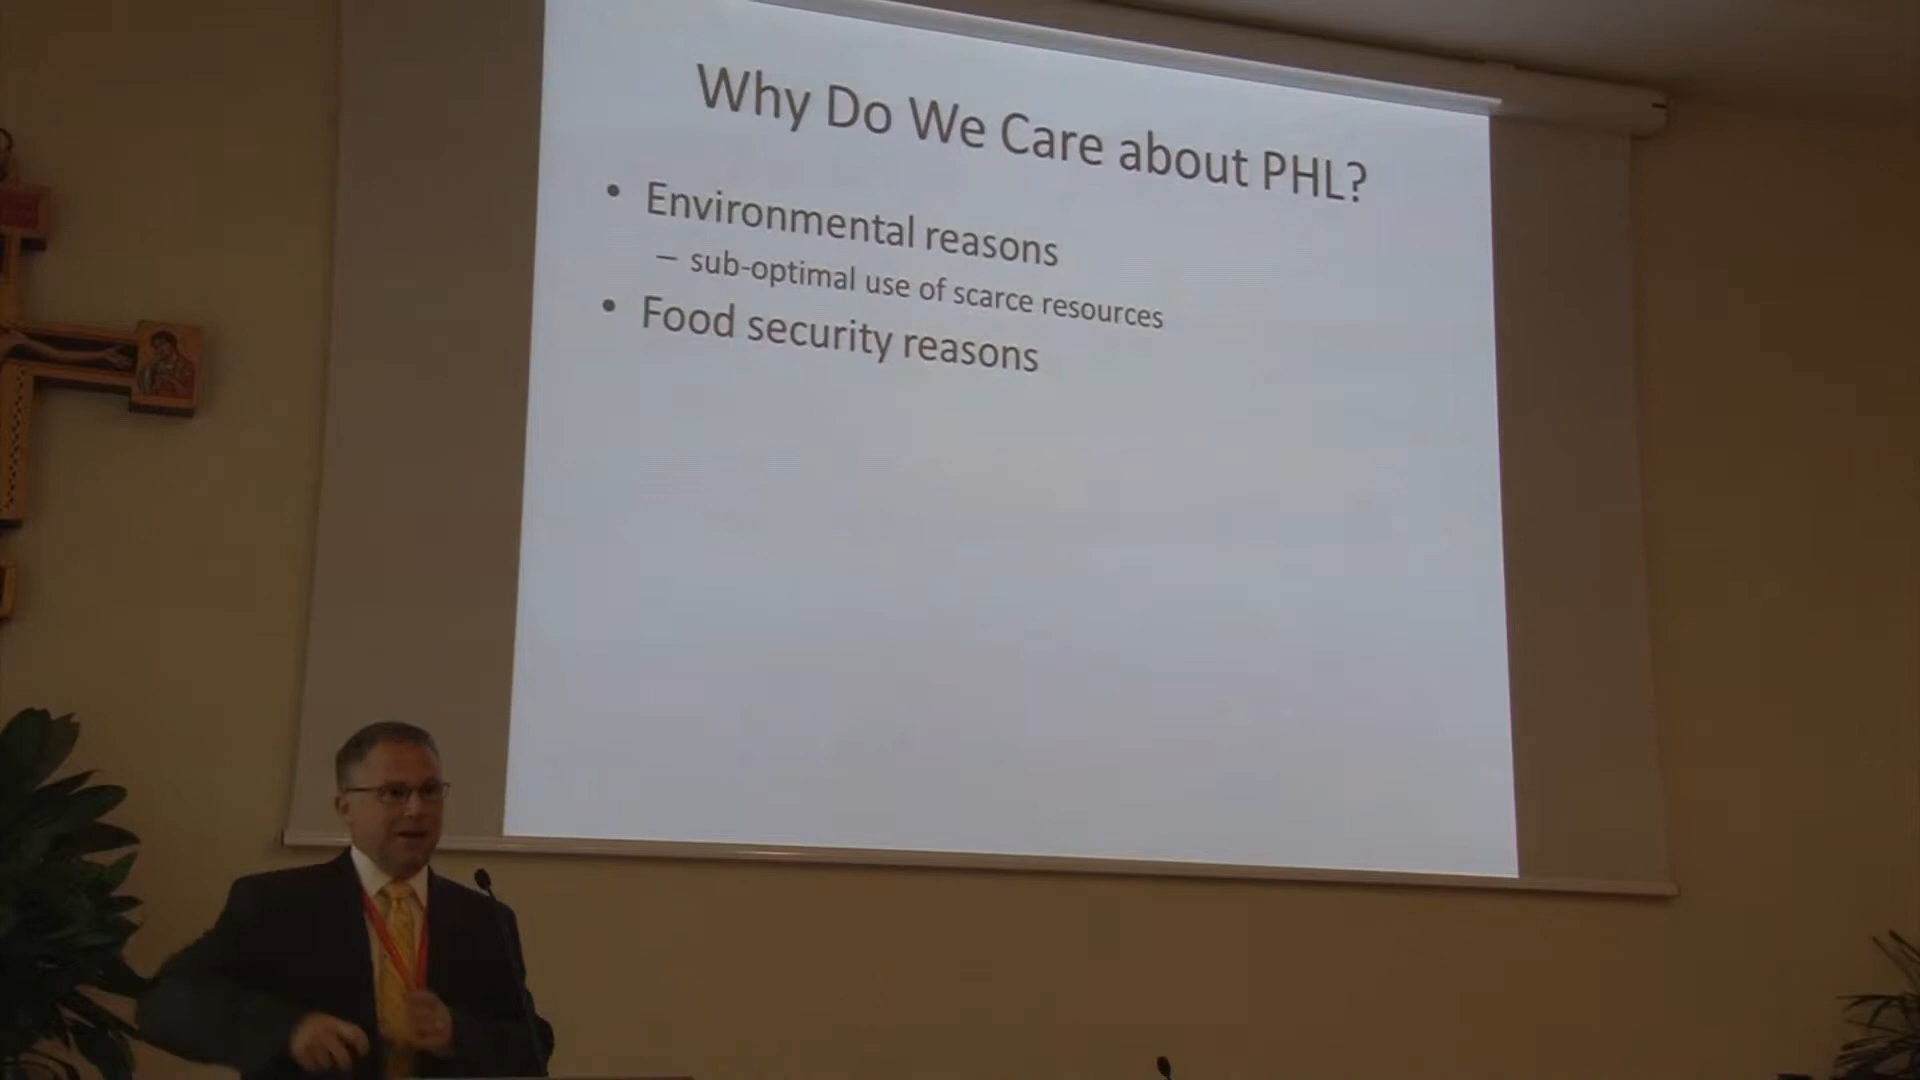 Why Do We Care about PHL?
• Environmental reasons
– sub-optimal use of scarce resources
• Food security reasons